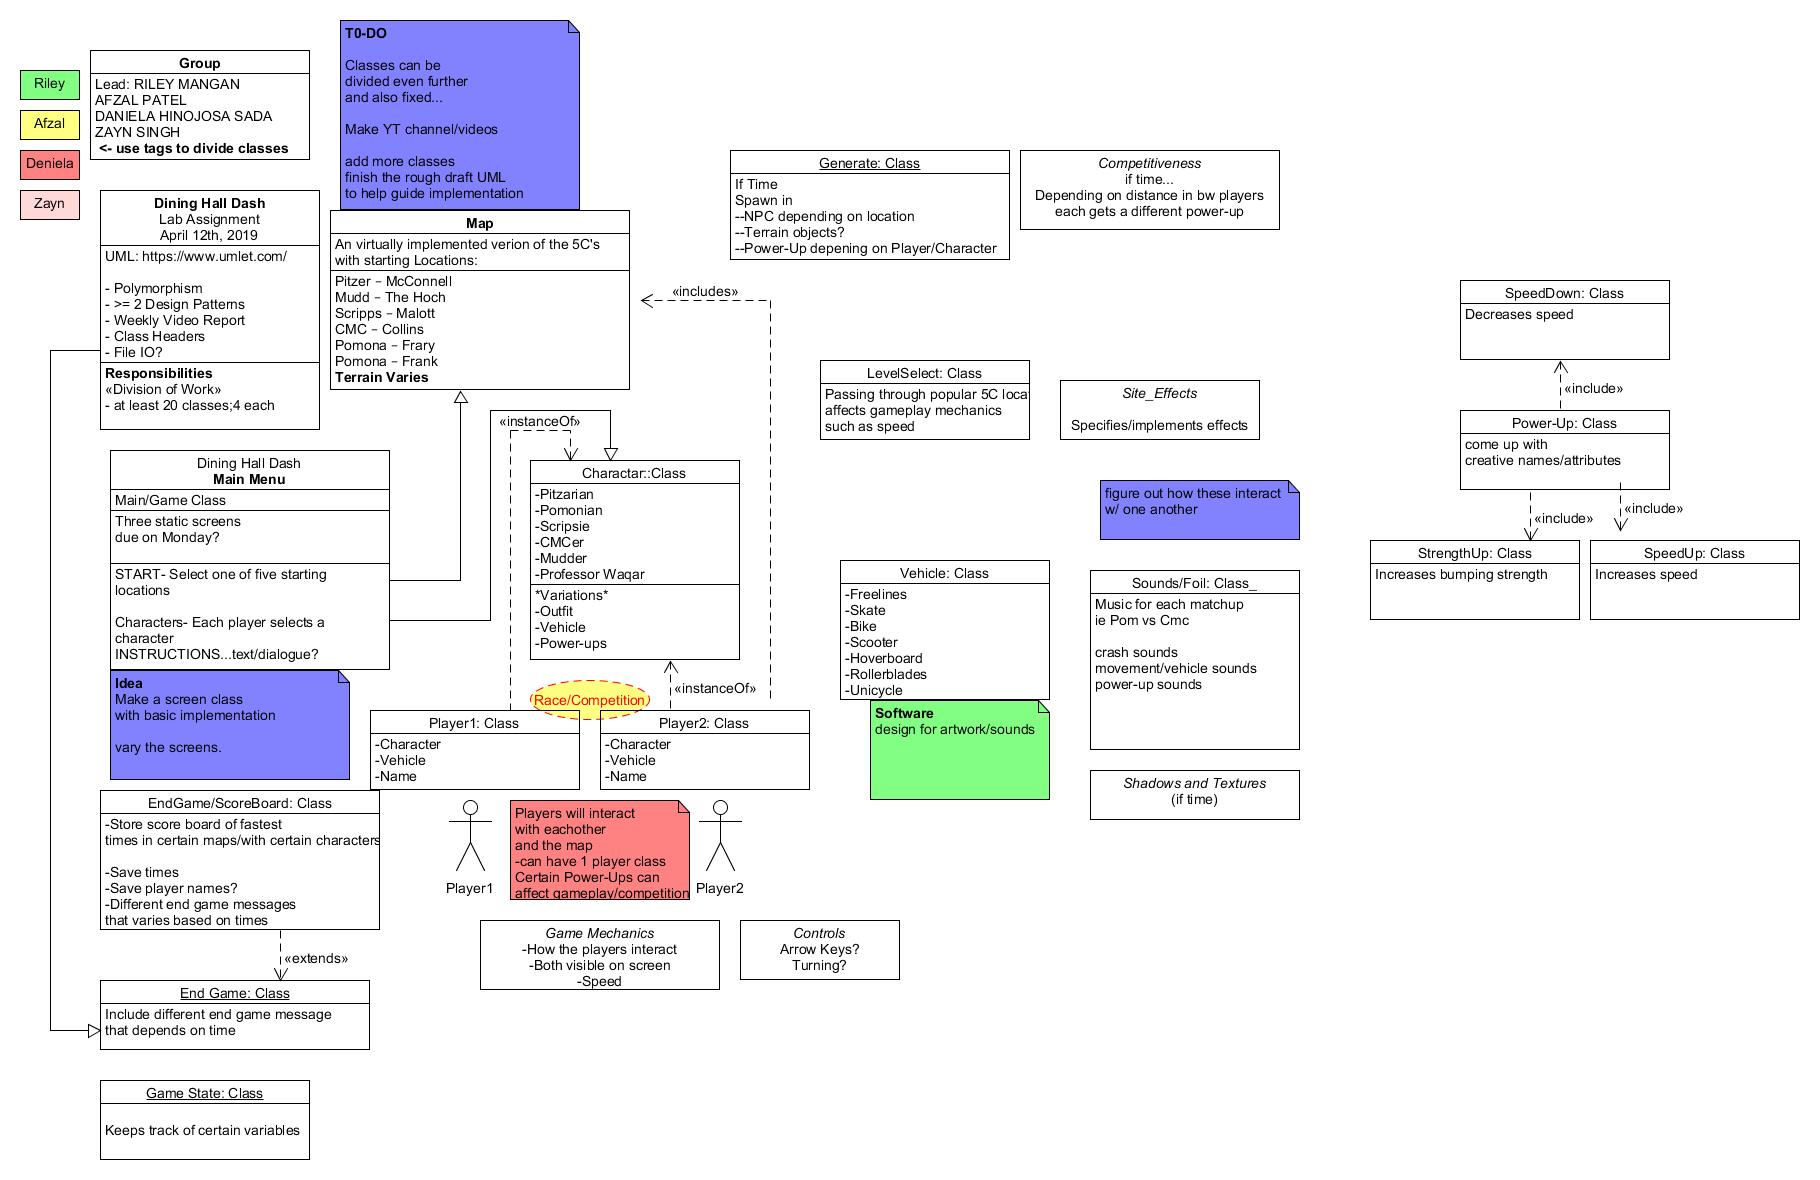 Riley
Afzal
Deniela
Zayn
Group
Lead: RILEY MANGAN
AFZAL PATEL
DANIELA HINOJOSA SADA
ZAYN SINGH
<- use tags to divide classes
T0-DO
Classes can be
divided even further
and also fixed...
Make YT channel/videos
add more classes
finish the rough draft UML
to help guide implementation
Dining Hall Dash
Lab Assignment
April 12th, 2019
UML: https://www.umlet.com/
- Polymorphism
- >= 2 Design Patterns
- Weekly Video Report
- Class Headers
- File IO?
Responsibilities
«Division of Work»
- at least 20 classes;4 each
Map
An virtually implemented verion of the 5C's
with starting Locations:
Pitzer – McConnell
Mudd – The Hoch
Scripps – Malott
CMC – Collins
Pomona – Frary
Pomona – Frank
Terrain Varies
Generate: Class
If Time
Spawn in
--NPC depending on location
--Terrain objects?
--Power-Up depening on Player/Character
Competitiveness
if time...
Depending on distance in bw players
each gets a different power-up
«includes»
SpeedDown: Class
Decreases speed
«include»
Power-Up: Class
come up with
creative names/attributes
«include»
«include»
StrengthUp: Class
Increases bumping strength
SpeedUp: Class
Increases speed
LevelSelect: Class
Passing through popular 5C loca
affects gameplay mechanics
such as speed
Site_Effects
Specifies/implements effects
«instanceOf»
Dining Hall Dash
Main Menu
Main/Game Class
Three static screens
due on Monday?
START- Select one of five starting
locations
Characters- Each player selects a
character
INSTRUCTIONS...text/dialogue?
Charactar::Class
-Pitzarian
-Pomonian
-Scripsie
-CMCer
-Mudder
-Professor Waqar
*Variations*
-Outfit
-Vehicle
-Power-ups
figure out how these interact
w/ one another
Vehicle: Class
-Freelines
-Skate
-Bike
-Scooter
-Hoverboard
-Rollerblades
-Unicycle
Sounds/Foil: Class_
Music for each matchup
ie Pom vs Cmc
crash sounds
movement/vehicle sounds
power-up sounds
Idea
Make a screen class
with basic implementation
vary the screens.
Race/Competition
«instanceOf»
Player1: Class
-Character
-Vehicle
-Name
Player2: Class
-Character
-Vehicle
-Name
Software
design for artwork/sounds
Shadows and Textures
(if time)
EndGame/ScoreBoard: Class
-Store score board of fastest
times in certain maps/with certain characters
-Save times
-Save player names?
-Different end game messages
that varies based on times
Player1
Players will interact
with eachother
and the map
-can have 1 player class
Certain Power-Ups can
affect gameplay/competition
Player2
Game Mechanics
-How the players interact
-Both visible on screen
-Speed
Controls
Arrow Keys?
Turning?
«extends»
End Game: Class
Include different end game message
that depends on time
Game State: Class
Keeps track of certain variables